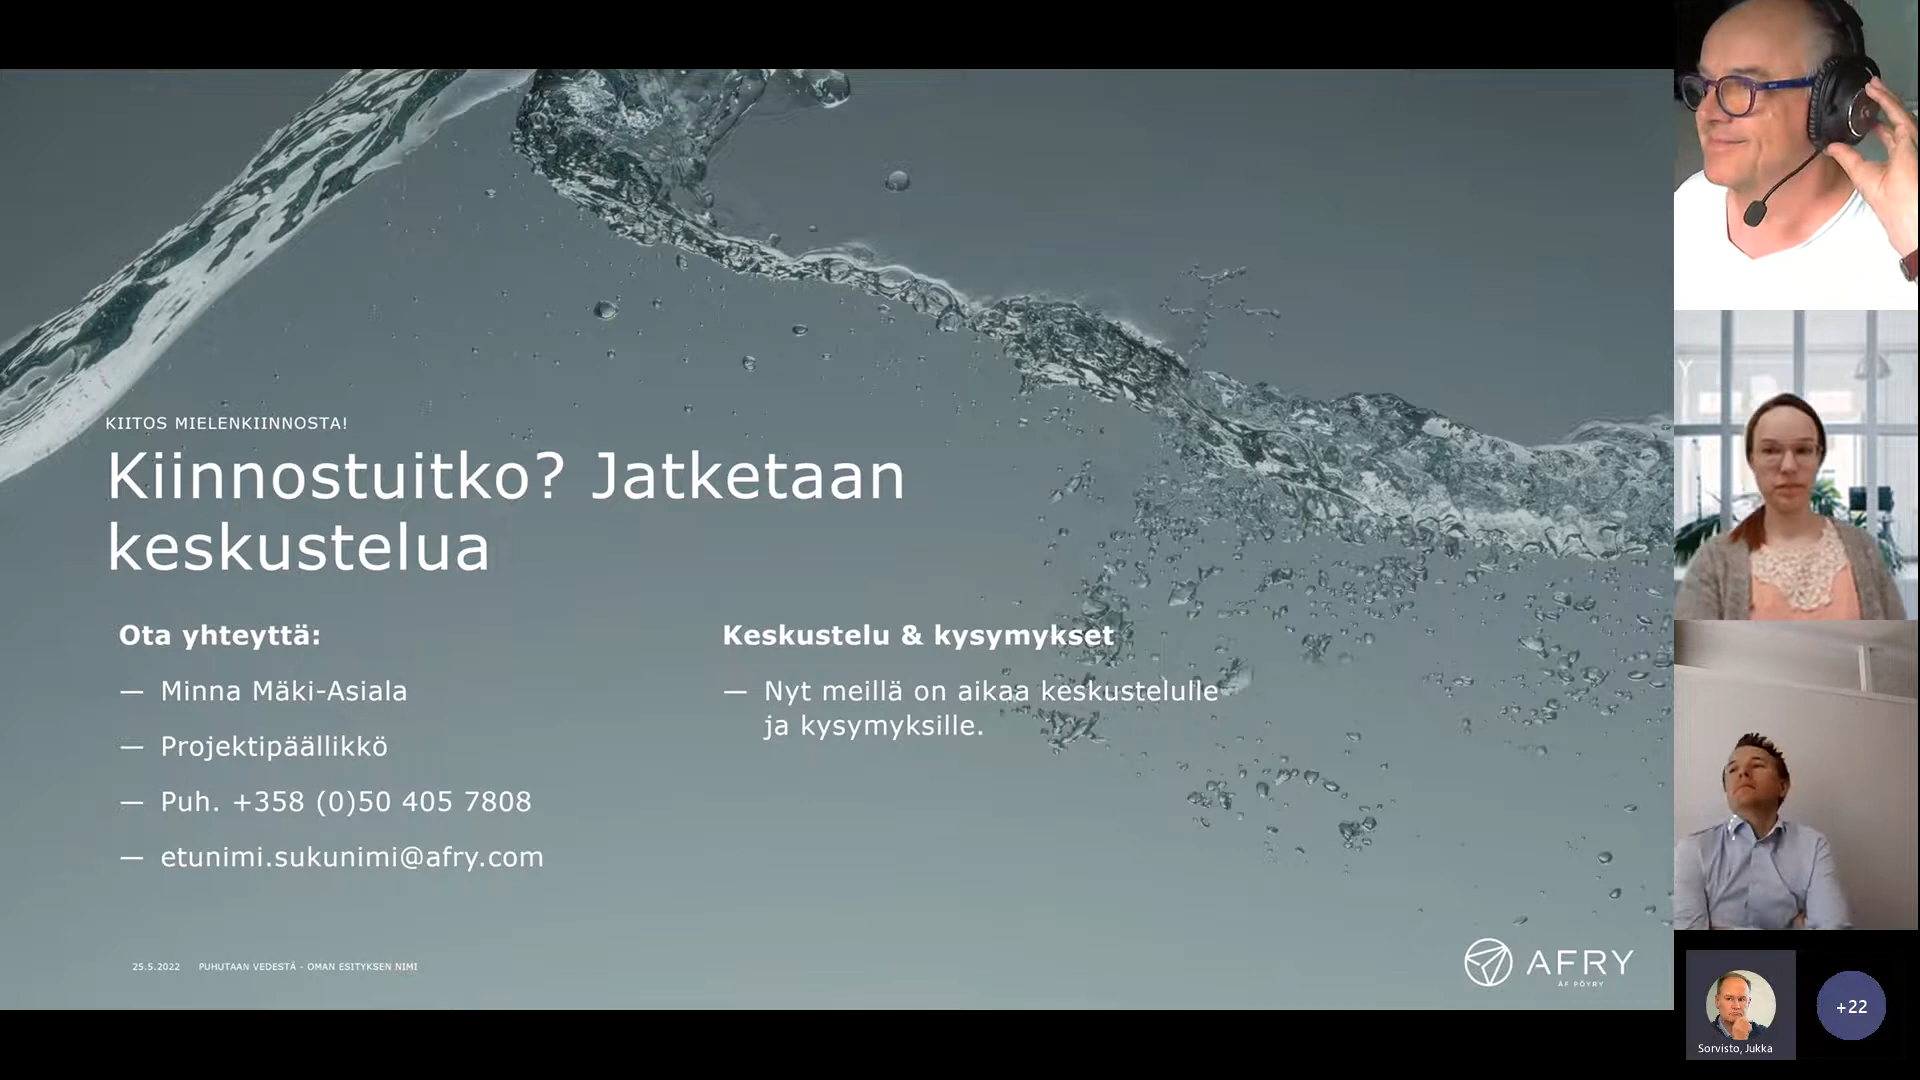 KIITOS MIELENKIINNOSTA!
Kiinnostuitko? Jatketaan
keskustelua
Ota yhteyttä:
— Minna Mäki-Asiala
— Projektipäällikkö
— Puh. +358 (0)50 405 7808
— etunimi.sukunimi@afry.com
Keskustelu & kysymykset
— Nyt meillä on aikaa keskustelulle
ja kysymyksille.
25.5.2022 PUHUTAAN VEDESTÄ - OMAN ESITYKSEN NIMI
AFRY
ÅF PÖYRY
Y
Sorvisto, Jukka
+22